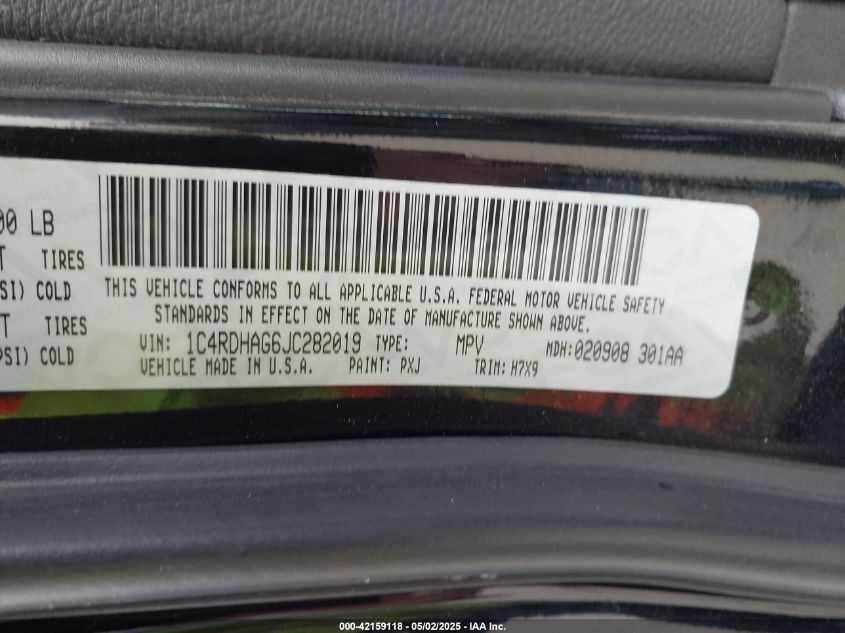 00 LB
T TIRES
SI) COLD
T TIRES
PSI) COLD
THIS VEHICLE CONFORMS TO ALL APPLICABLE U.S.A. FEDERAL MOTOR VEHICLE SAFETY
STANDARDS IN EFFECT ON THE DATE OF MANUFACTURE SHOWN ABOVE.
VIN: 1C4RDHAG6JC282019 TYPE: MPV MDH:020908 301AA
VEHICLE MADE IN U.S.A. PAINT: PXJ TRIM: H7X9
000-42159118 - 05/02/2025 - IAA Inc.